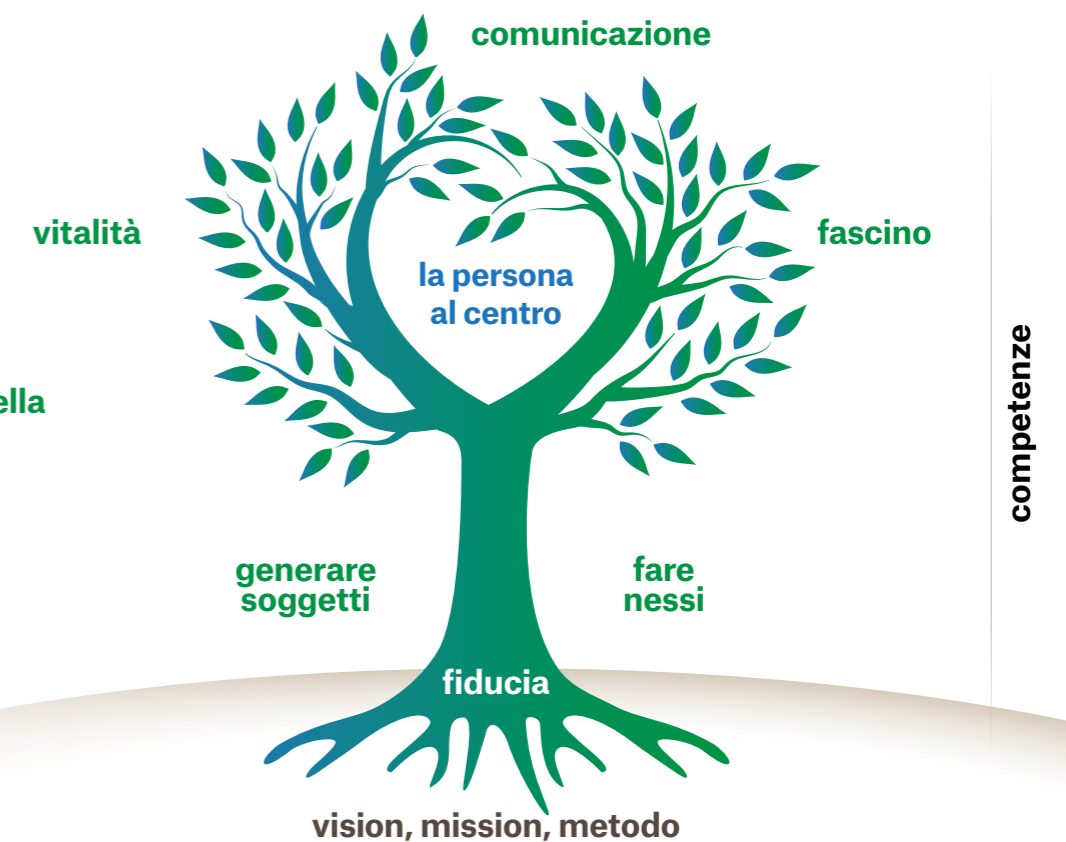 comunicazione
vitalità
fascino
la persona
al centro
competenze
ella
generare
soggetti
fare
nessi
fiducia
vision, mission, metodo